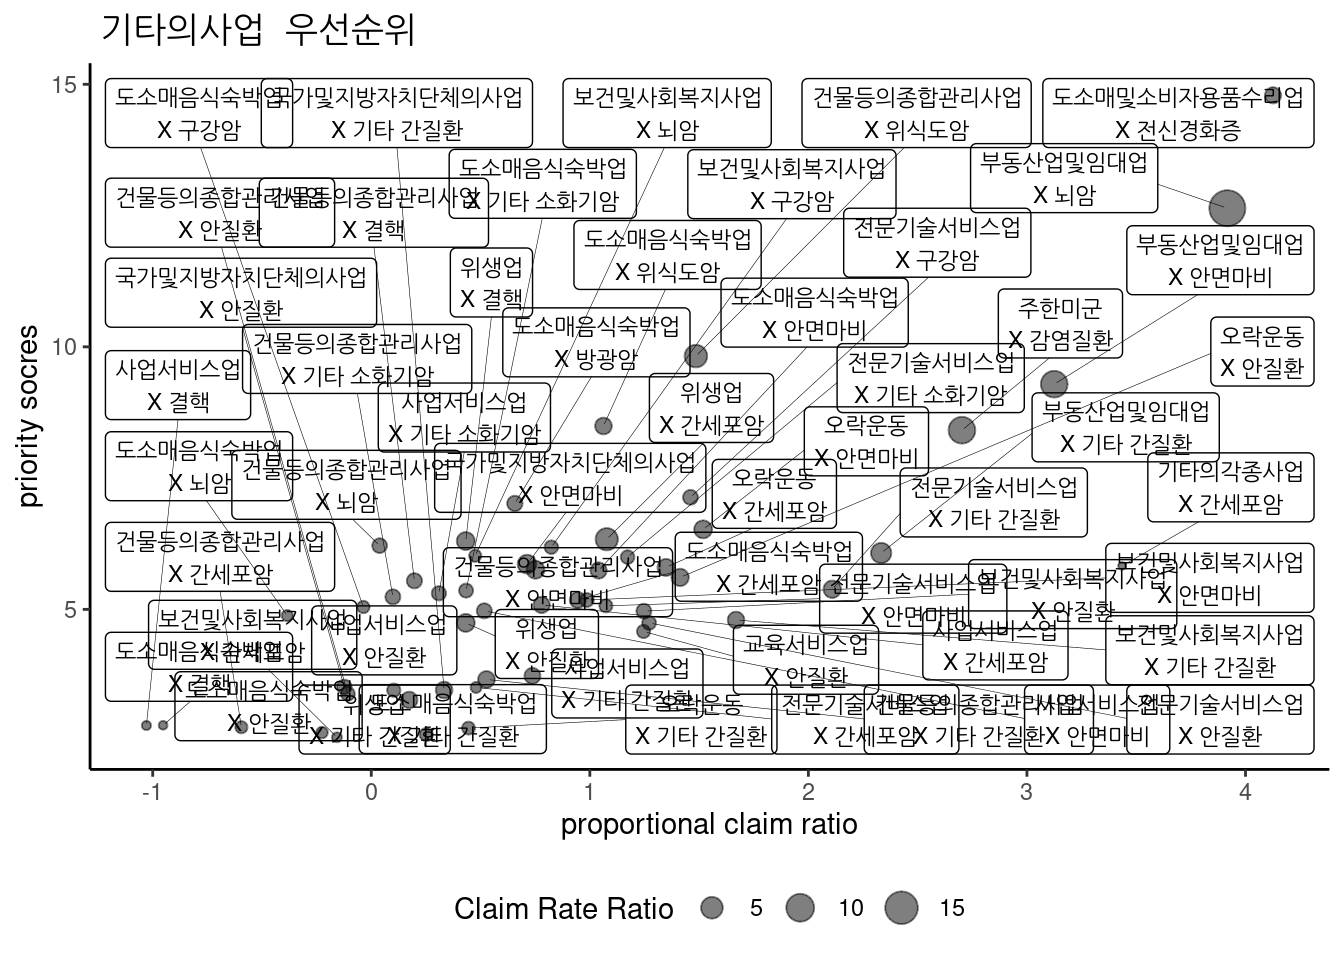 기타의사업 우선순위
priority socres
15
10
5
도소매음식숙박업
X 구강암
국가및지방자치단체의사업
X 기타 간질환
보건및사회복지사업
X 뇌암
건물등의종합관리사업
X 위식도암
도소매및소비자용품수리업
X 전신경화증
도소매음식숙박업
X 기타 소화기암
보건및사회복지사업
X 구강암
부동산업및임대업
X 뇌암
건물등의종합관리사업
X 안질환
건물등의종합관리사업
X 결핵
도소매음식숙박업
X 위식도암
전문기술서비스업
X 구강암
부동산업및임대업
X 안면마비
국가및지방자치단체의사업
X 안질환
위생업
X 결핵
도소매음식숙박업
X 안면마비
주한미군
X 감염질환
건물등의종합관리사업
X 기타 소화기암
도소매음식숙박업
X 방광암
오락운동
X 안질환
사업서비스업
X 결핵
사업서비스업
X 기타 소화기암
위생업
X 간세포암
전문기술서비스업
X 기타 소화기암
부동산업및임대업
X 기타 간질환
도소매음식숙박업
X 뇌암
건물등의종합관리사업
X 뇌암
국가및지방자치단체의사업
X 안면마비
오락운동
X 안면마비
오락운동
X 간세포암
전문기술서비스업
X 기타 간질환
기타의각종사업
X 간세포암
건물등의종합관리사업
X 간세포암
건물등의종합관리사업
X 안면마비
도소매음식숙박업
X 간세포암
전문기술서비스업
X 안면마비
보건및사회복지사업
X 안질환
보건및사회복지사업
X 안면마비
보건및사회복지사업
X 간세포암
사업서비스업
X 안질환
위생업
X 안질환
교육서비스업
X 안질환
사업서비스업
X 간세포암
보건및사회복지사업
X 기타 간질환
도소매음식숙박업
X 결핵
도소매음식숙박업
X 안질환
위생업
X 기타 간질환
도소매음식숙박업
X 기타 간질환
사업서비스업
X 기타 간질환
오락운동
X 기타 간질환
전문기술서비스업
X 간세포암
건물등의종합관리사업
X 기타 간질환
사업서비스업
X 안면마비
전문기술서비스업
X 안질환
-1
0
1
2
3
4
proportional claim ratio
Claim Rate Ratio
5
10
15